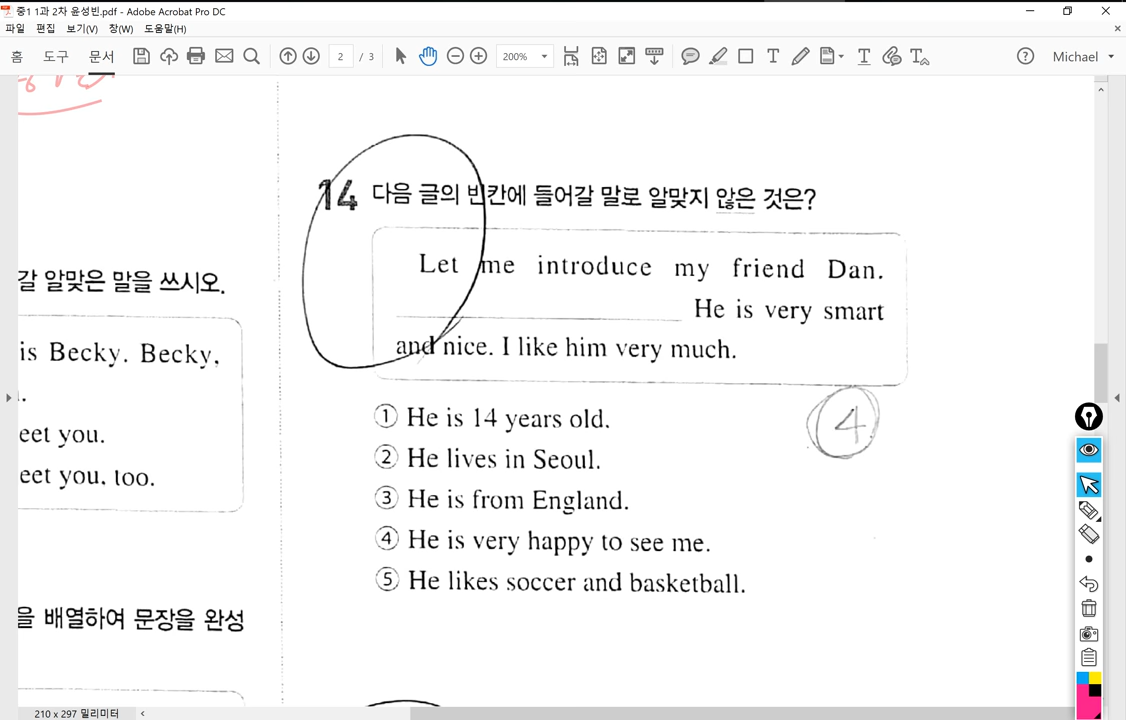 중1 1과 2차 윤성빈.pdf - Adobe Acrobat Pro DC
파일 편집 보기(V) 창(W) 도움말(H)
홈 도구 문서 2 / 3 200% Michael
14 다음 글의 빈칸에 들어갈 말로 알맞지 않은 것은?
Let me introduce my friend Dan.
He is very smart
and nice. I like him very much.
4
① He is 14 years old.
② He lives in Seoul.
③ He is from England.
④ He is very happy to see me.
⑤ He likes soccer and basketball.
갈 알맞은 말을 쓰시오.
is Becky. Becky,
eet you.
eet you, too.
을 배열하여 문장을 완성
210 x 297 밀리미터